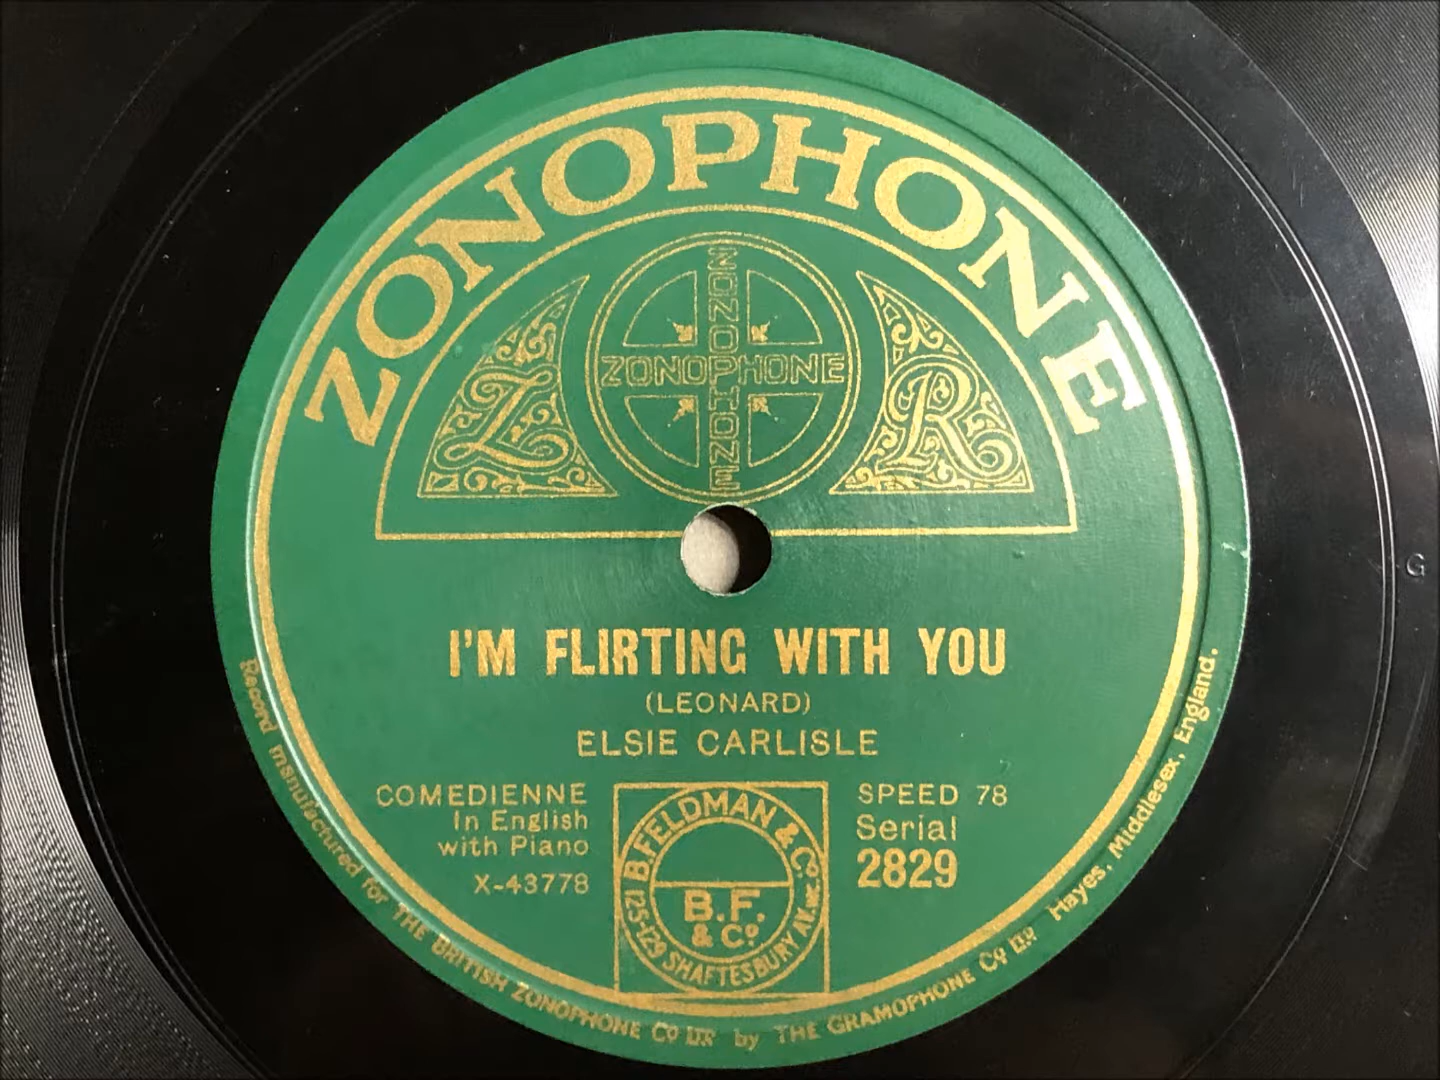 ZONOPHONE
ZONOPHONE
ZONOPHONE
Z
R
I'M FLIRTING WITH YOU
(LEONARD)
ELSIE CARLISLE
COMEDIENNE
In English
with Piano
X-43778
B. FELDMAN & Co.
125-129 SHAFTESBURY AV. W.C.
B.F.
& Co.
SPEED 78
Serial
2829
Record manufactured for THE BRITISH ZONOPHONE Co LTD by THE GRAMOPHONE Co LTD Hayes, Middlesex, England.
G